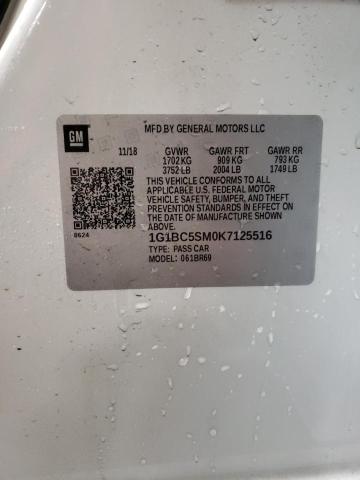 GM
MFD BY GENERAL MOTORS LLC
11/18 GVWR GAWR FRT GAWR RR
1702 KG 909 KG 793 KG
3752 LB 2004 LB 1749 LB
THIS VEHICLE CONFORMS TO ALL
APPLICABLE U.S. FEDERAL MOTOR
VEHICLE SAFETY, BUMPER, AND THEFT
PREVENTION STANDARDS IN EFFECT ON
THE DATE OF MANUFACTURE SHOWN ABOVE.
0624 1G1BC5SM0K7125516
TYPE: PASS CAR
MODEL: 061BR69